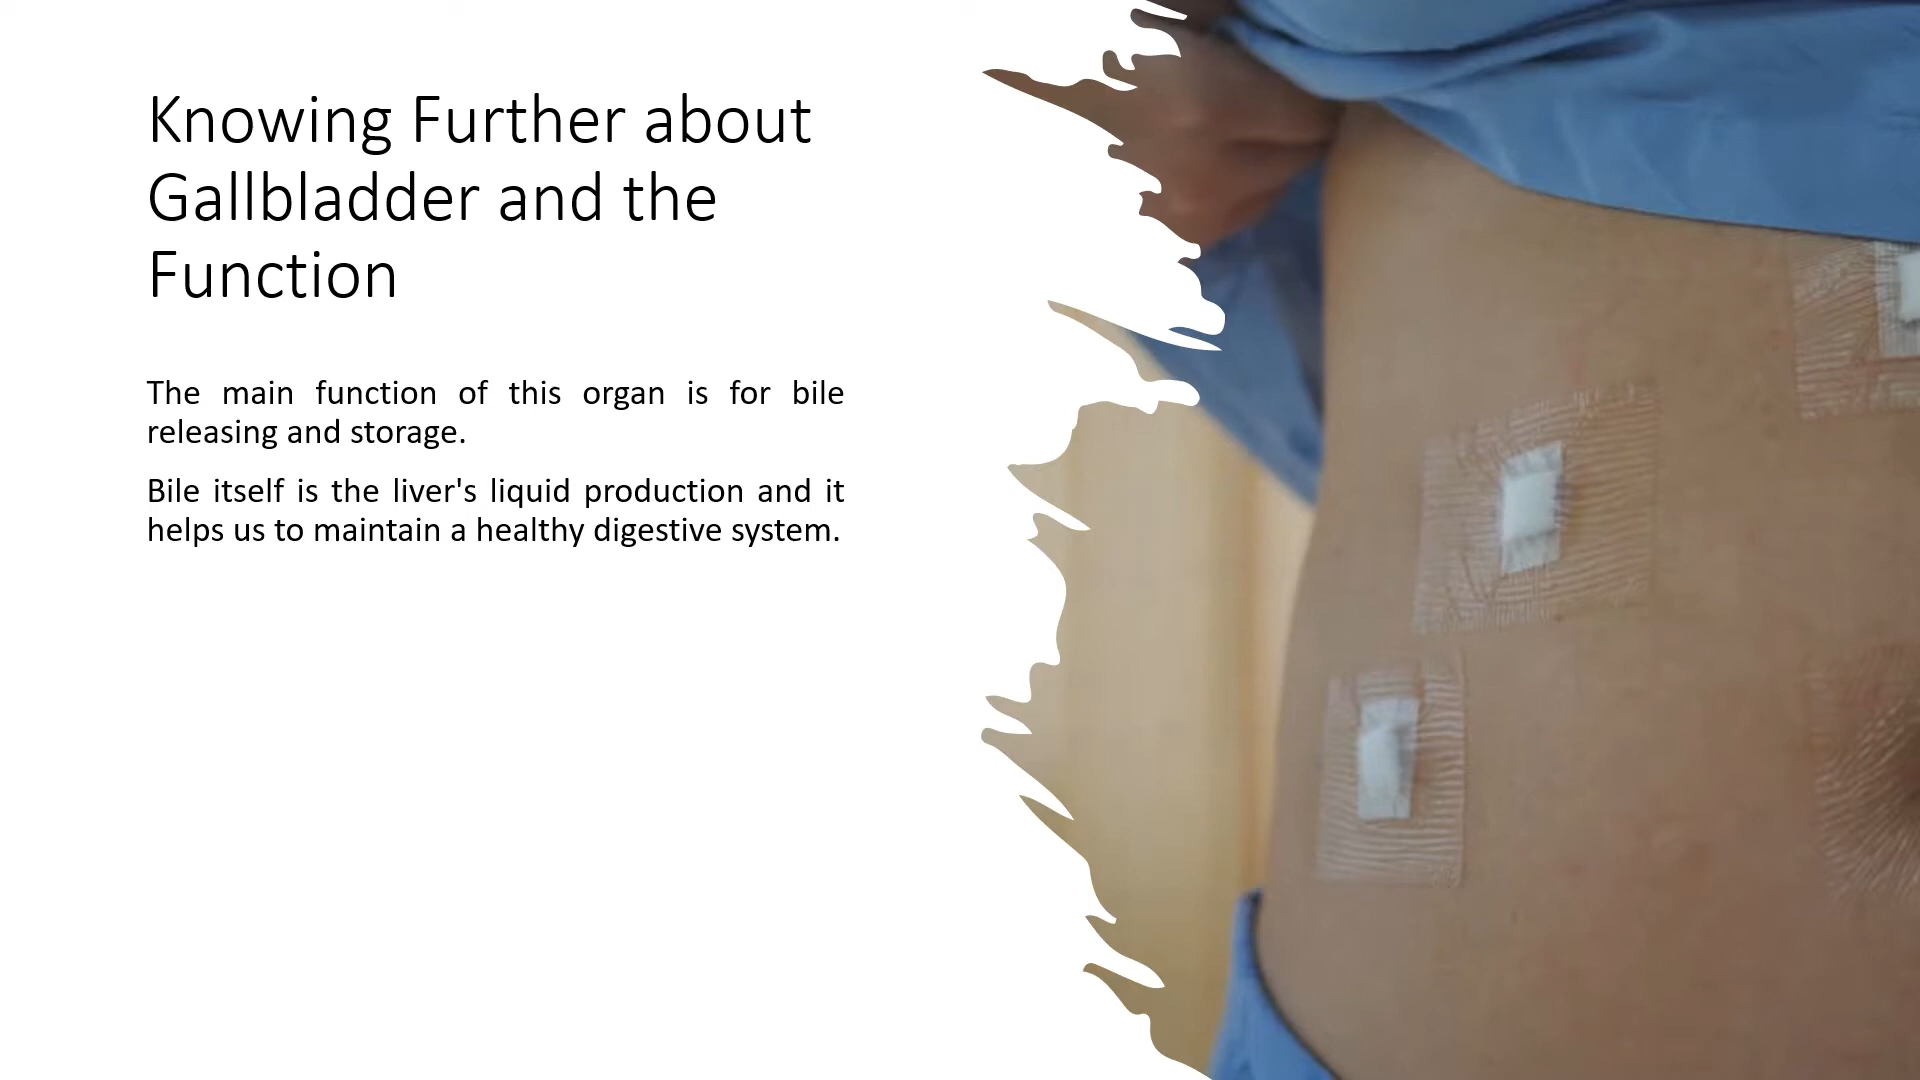 Knowing Further about
Gallbladder and the
Function
The main function of this organ is for bile
releasing and storage.
Bile itself is the liver's liquid production and it
helps us to maintain a healthy digestive system.